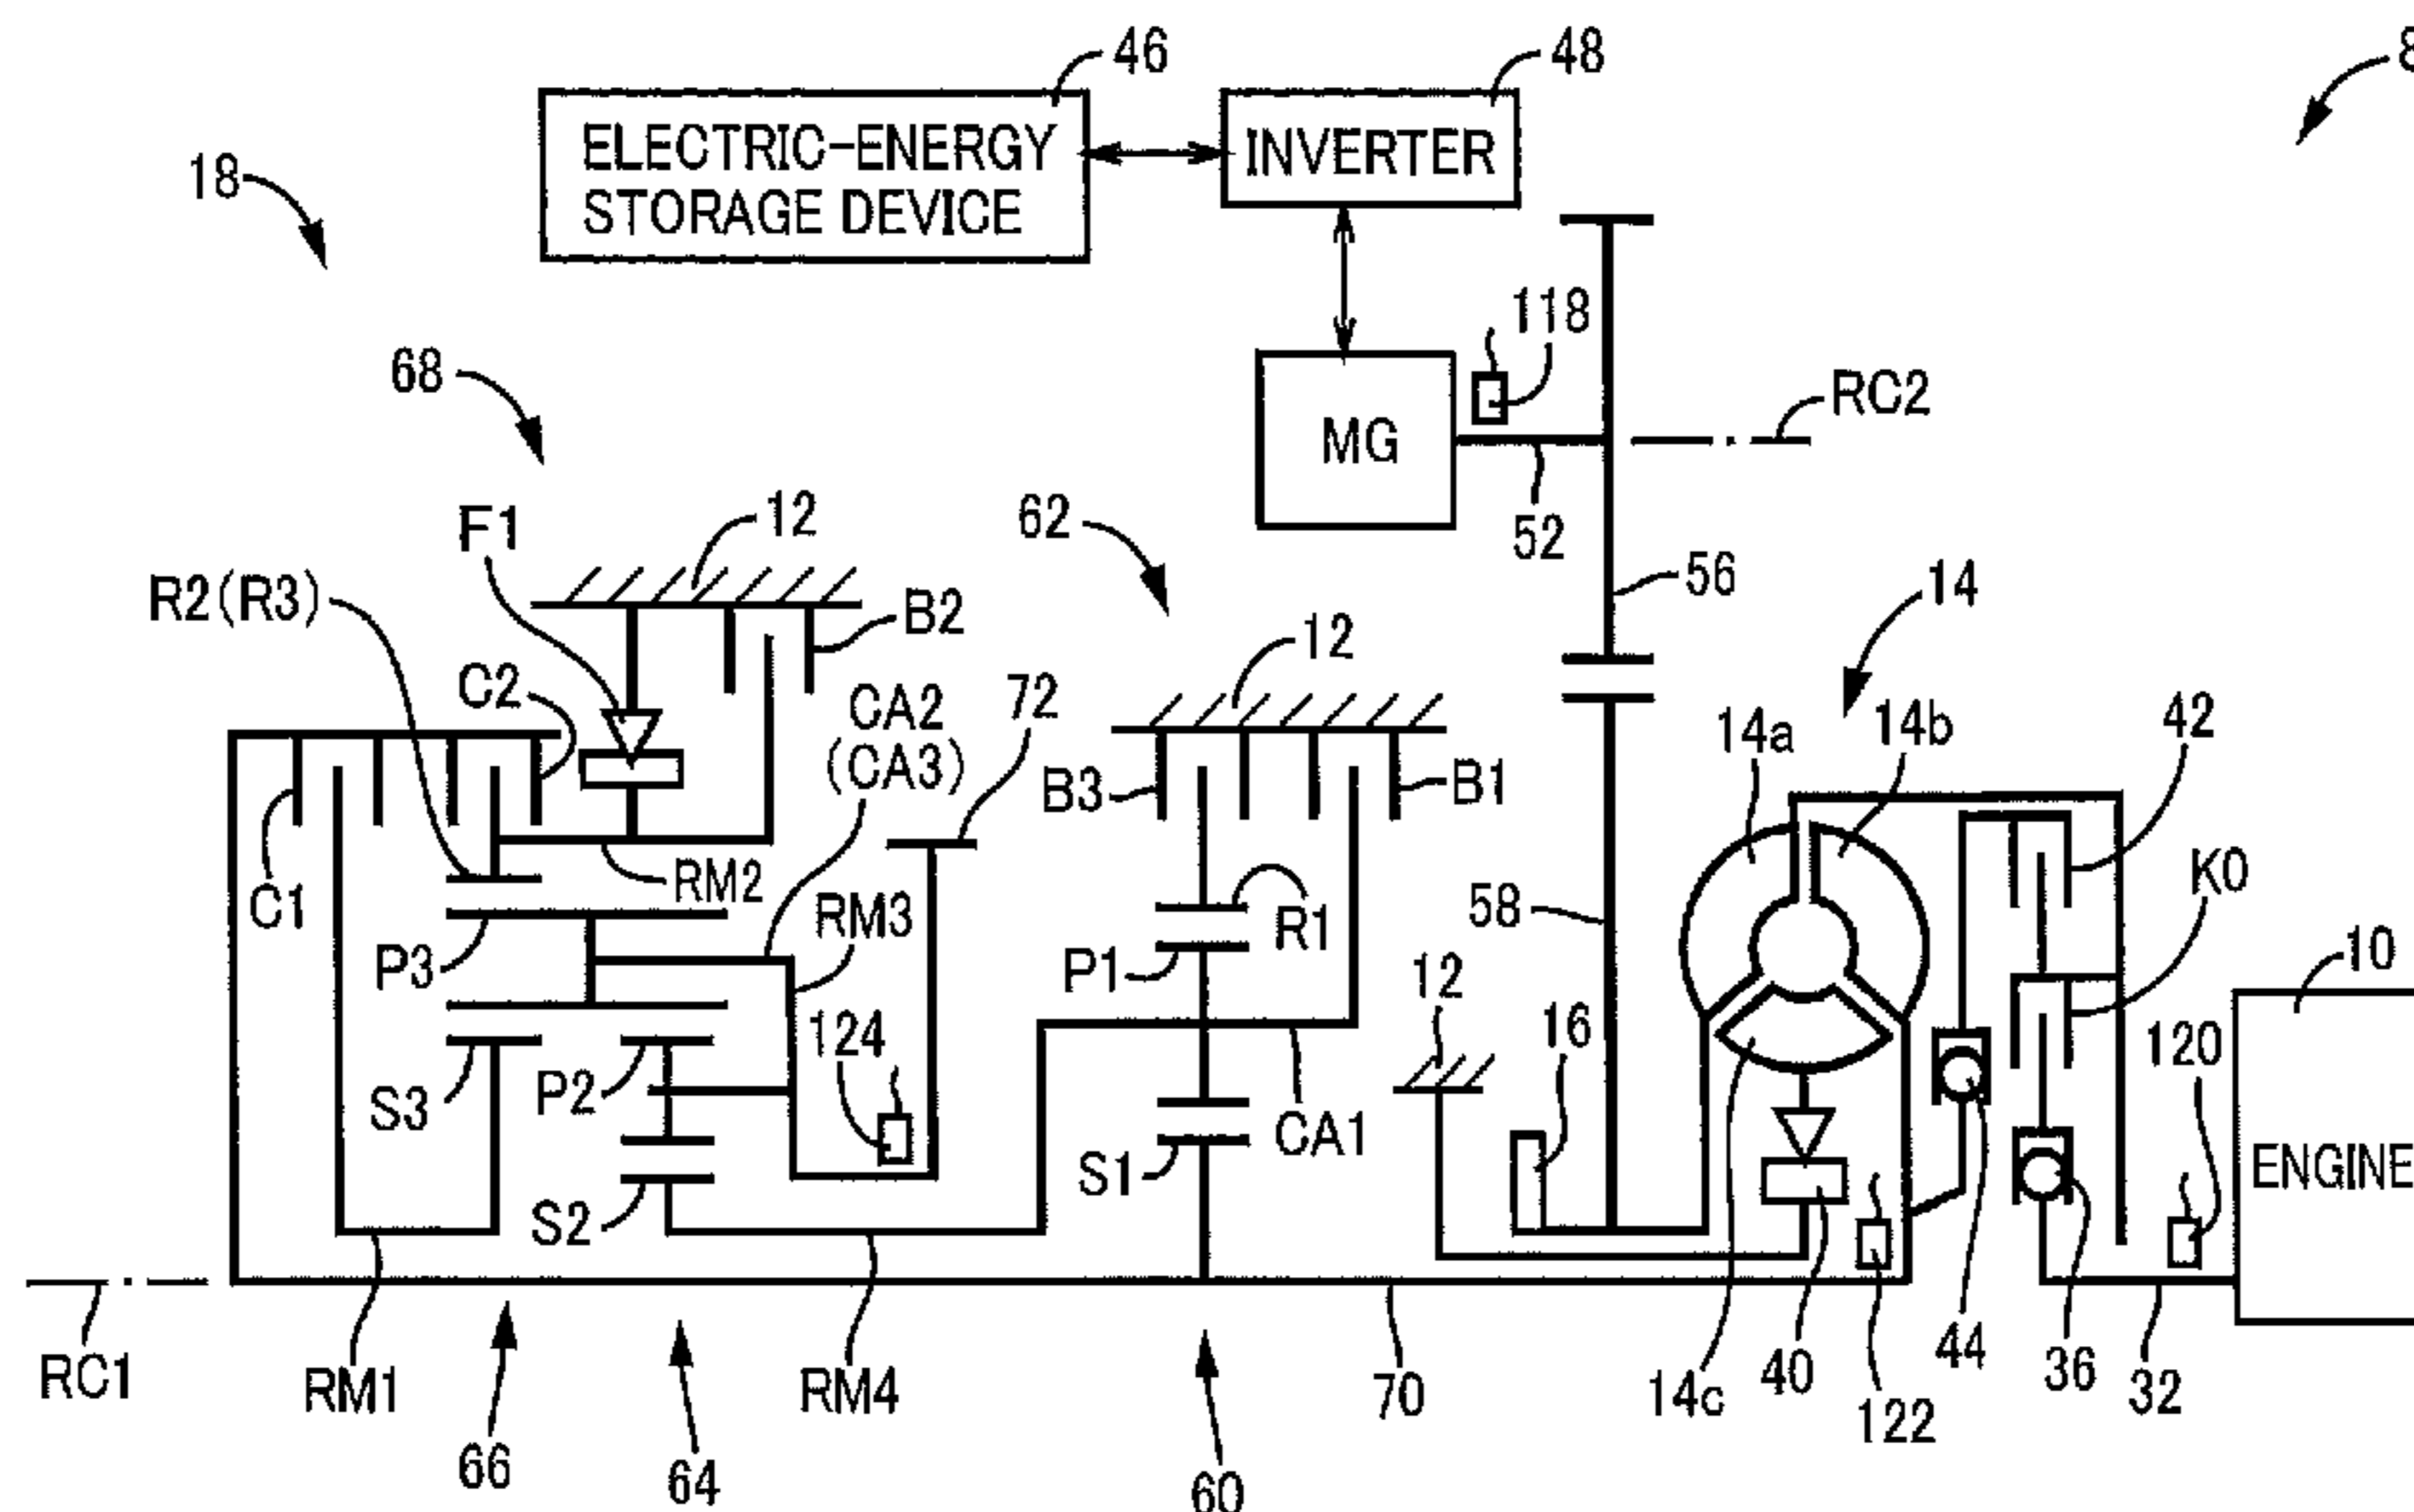 46
48
8
ELECTRIC-ENERGY
STORAGE DEVICE
INVERTER
18
118
68
RC2
MG
F1
12
62
52
R2(R3)
B2
56
14
12
C2
CA2
(CA3)
72
14a
14b
42
B3
B1
C1
RM2
RM3
R1
58
K0
P3
P1
12
10
124
16
120
S3
P2
S1
CA1
ENGINE
S2
RC1
RM1
RM4
70
14c
40
122
44
36
32
66
64
60